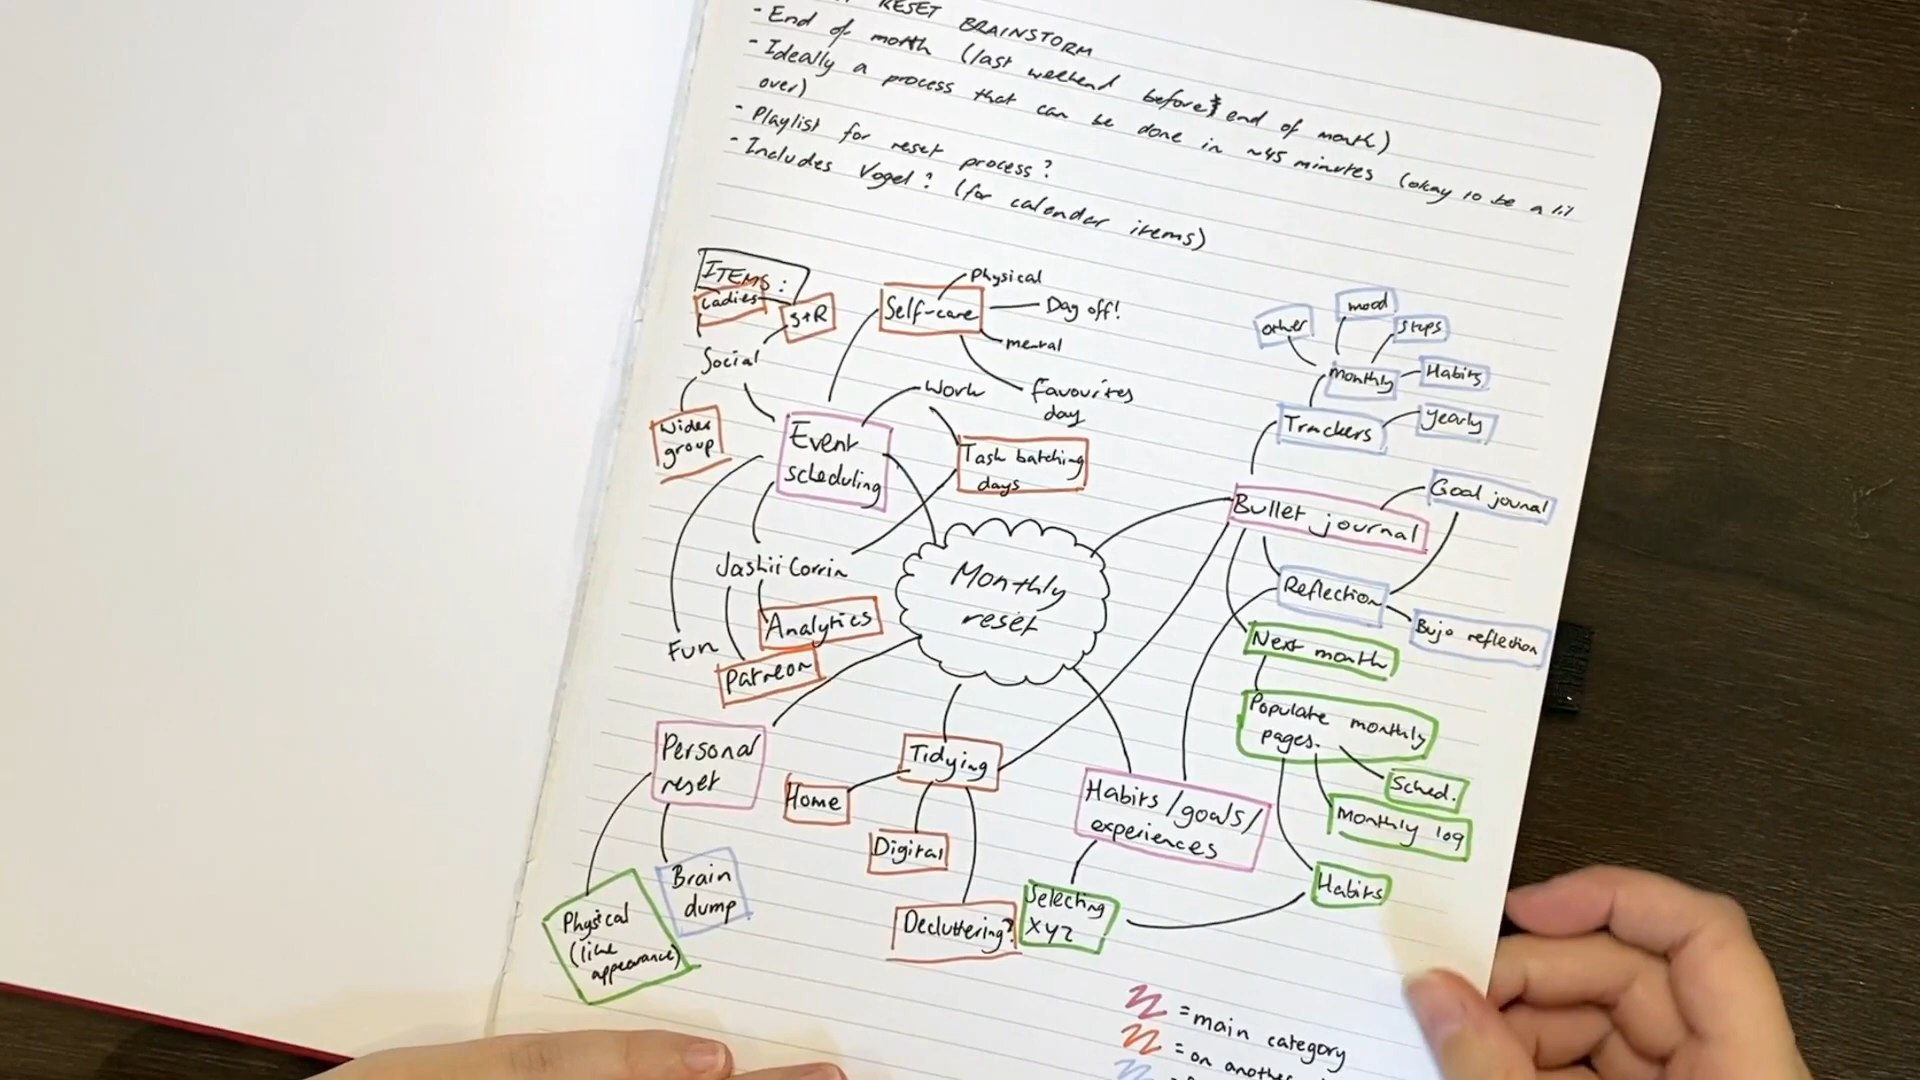 RESET BRAINSTORM
- End of month (last weekend before end of month)
- Ideally a process that can be done in ~45 minutes (okay to be a lil
over)
- Playlist for reset process?
- Includes Vogel? (for calendar items)
ITEMS:
Ladies
S+R
Social
Wider
group
Self-care
Physical
Day off!
mental
favourites
day
Work
Task batching
days
Event
scheduling
Jashii Corrin
Analytics
Patreon
Fun
Monthly
reset
other
mood
steps
monthly
Habits
Trackers
yearly
Goal jounal
Bullet journal
Reflection
Bujo reflection
Next month
Populate monthly
pages.
Sched.
monthly log
Habits
Personal
reset
Physical
(like
appearance)
Brain
dump
Tidying
Home
Digital
Decluttering?
Habits/goals/
experiences
Selecting
XYZ
= main category
= on another